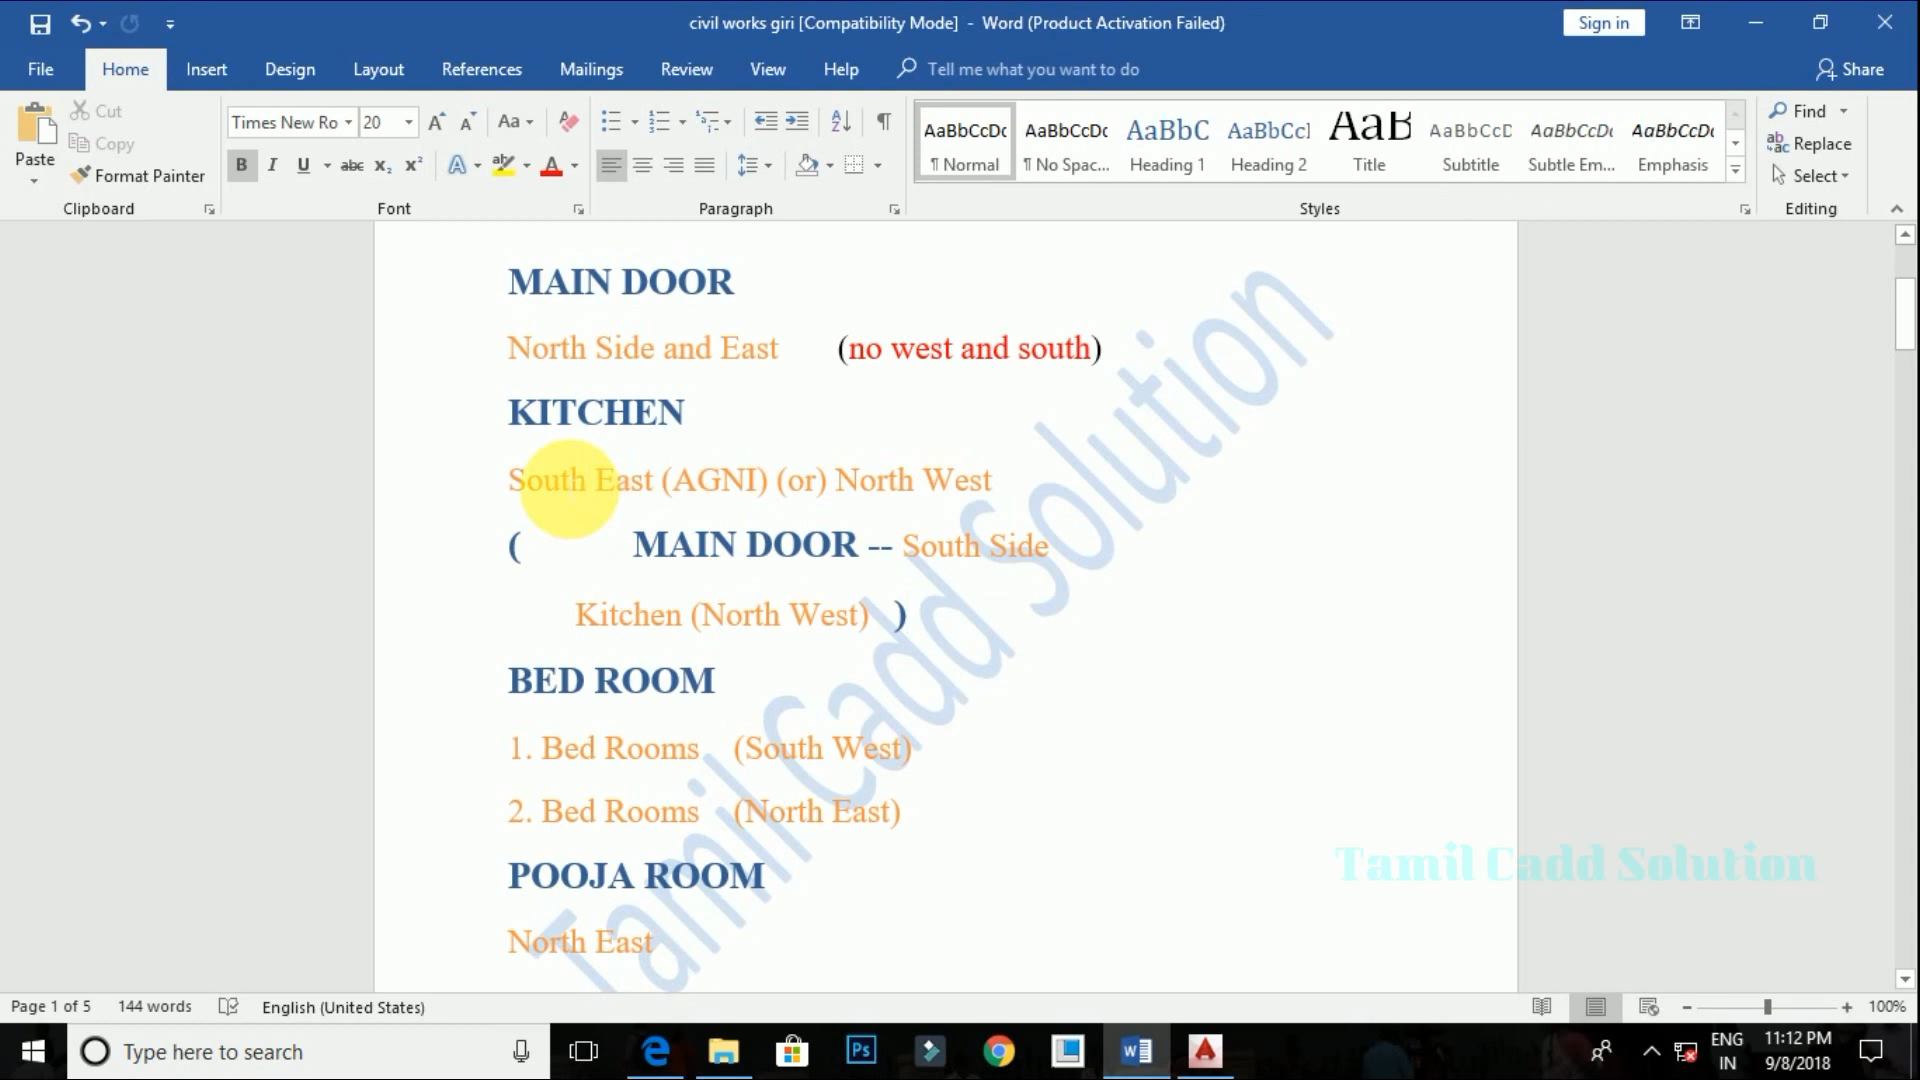 civil works giri [Compatibility Mode] - Word (Product Activation Failed)
Sign in
File Home Insert Design Layout References Mailings Review View Help Tell me what you want to do Share
Paste
Cut
Copy
Format Painter
Clipboard
Times New Ro 20
Font
Paragraph
AaBbCcDc AaBbCcDc AaBbC AaBbCcI AaB AaBbCcD AaBbCcDc AaBbCcDc
¶ Normal ¶ No Spac... Heading 1 Heading 2 Title Subtitle Subtle Em... Emphasis
Styles
Find
Replace
Select
Editing
MAIN DOOR
North Side and East (no west and south)
KITCHEN
South East (AGNI) (or) North West
( MAIN DOOR -- South Side
Kitchen (North West) )
BED ROOM
1. Bed Rooms (South West)
2. Bed Rooms (North East)
POOJA ROOM
North East
Tamil Cadd Solution
Tamil Cadd Solution
Page 1 of 5 144 words English (United States) 100%
Type here to search
Ps
ENG
IN
11:12 PM
9/8/2018